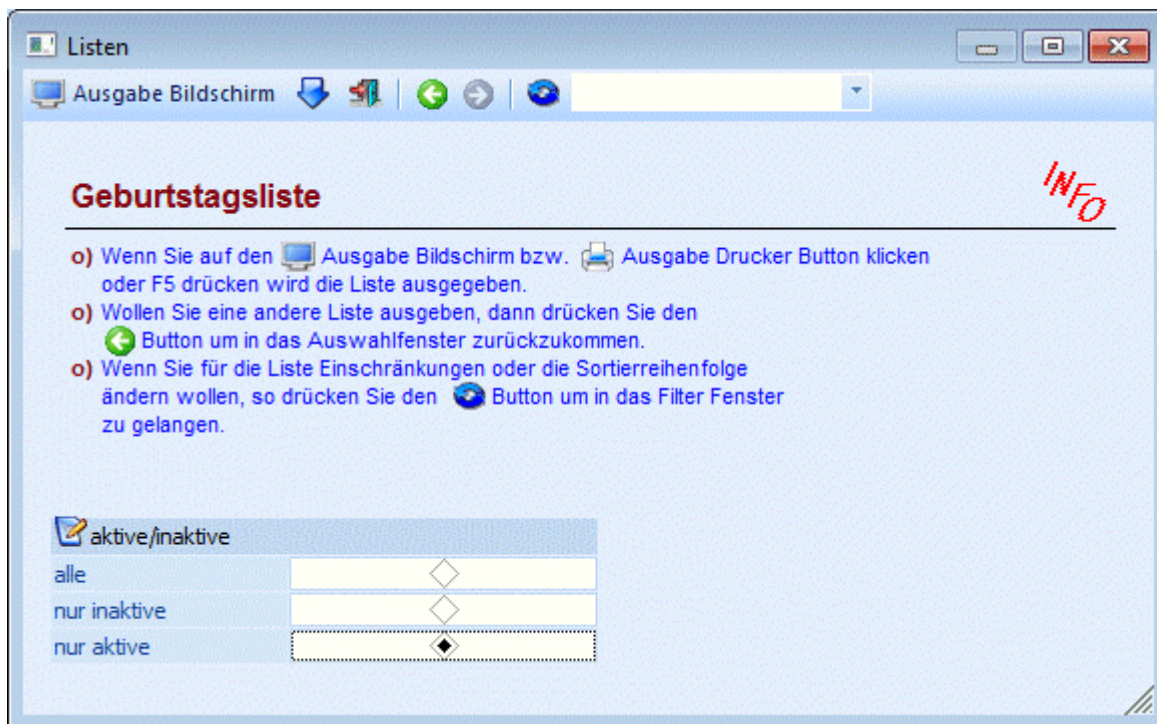 Listen
Ausgabe Bildschirm
Geburtstagsliste
INFO
o) Wenn Sie auf den Ausgabe Bildschirm bzw. Ausgabe Drucker Button klicken
oder F5 drücken wird die Liste ausgegeben.
o) Wollen Sie eine andere Liste ausgeben, dann drücken Sie den
Button um in das Auswahlfenster zurückzukommen.
o) Wenn Sie für die Liste Einschränkungen oder die Sortierreihenfolge
ändern wollen, so drücken Sie den Button um in das Filter Fenster
zu gelangen.
aktive/inaktive
alle
nur inaktive
nur aktive